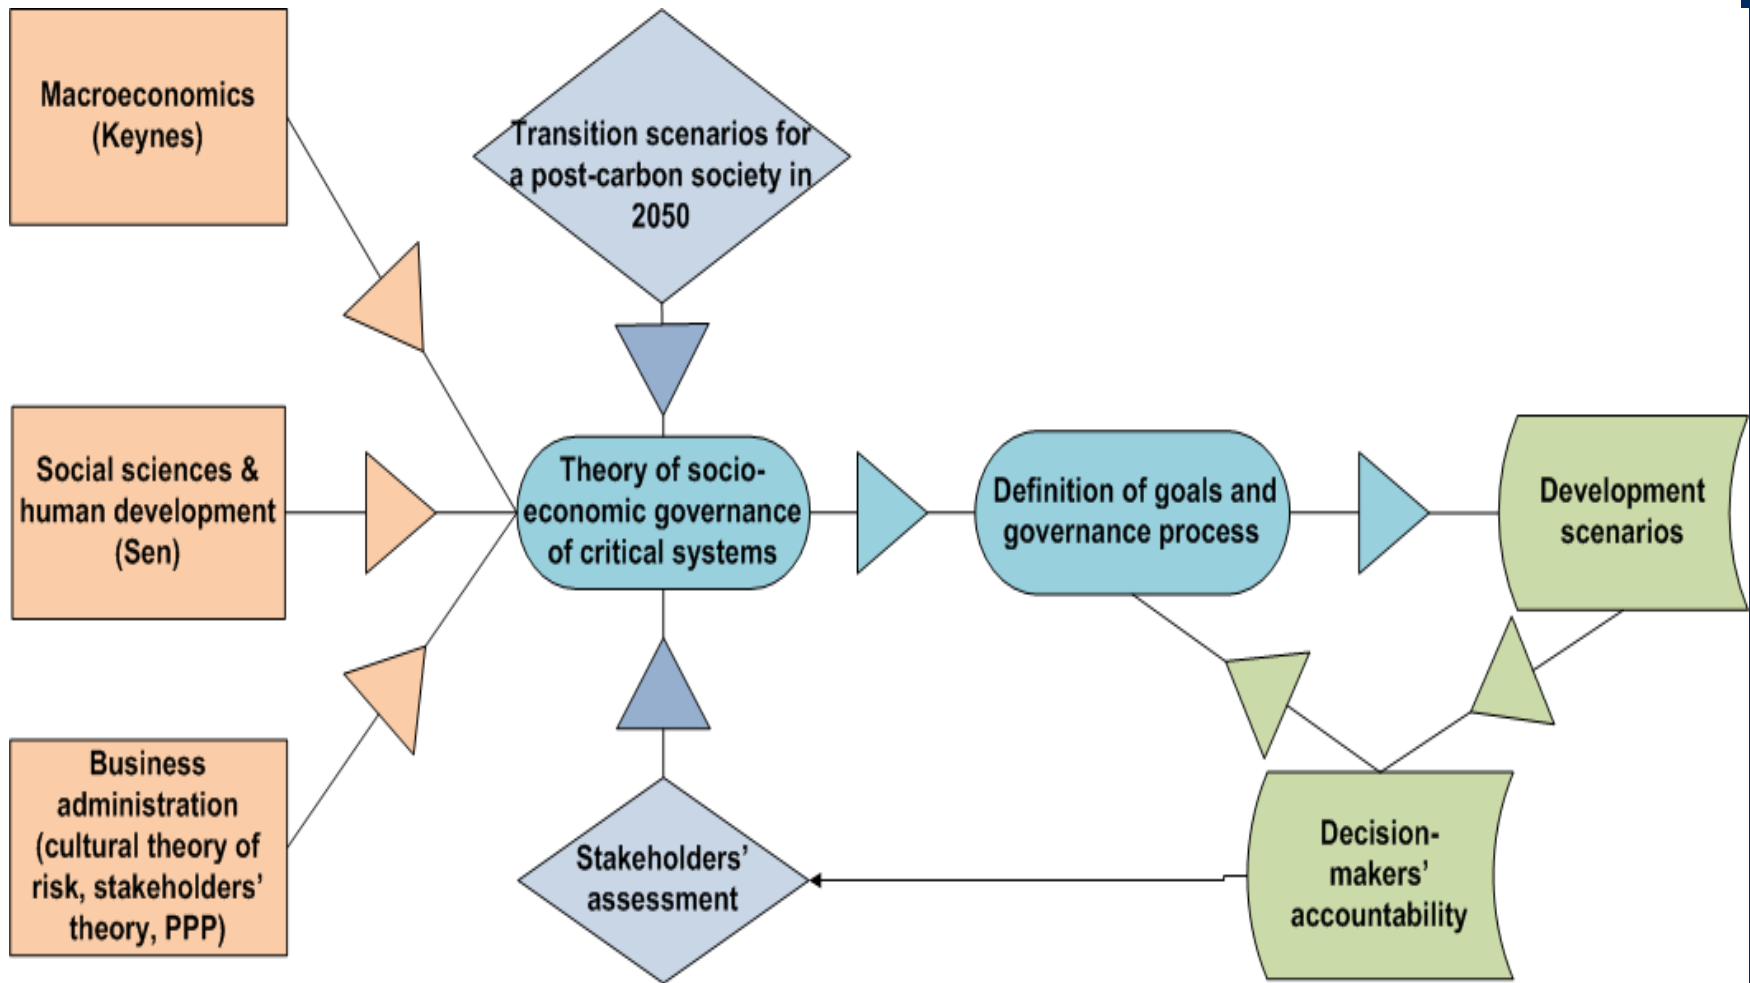 Macroeconomics
(Keynes)
Transition scenarios for
a post-carbon society in
2050
Social sciences &
human development
(Sen)
Theory of socio-
economic governance
of critical systems
Definition of goals and
governance process
Development
scenarios
Business
administration
(cultural theory of
risk, stakeholders’
theory, PPP)
Stakeholders’
assessment
Decision-
makers’
accountability